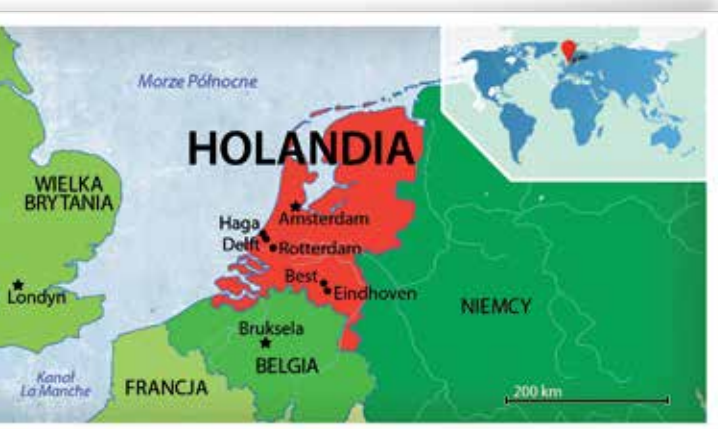 Morze Północne
HOLANDIA
WIELKA
BRYTANIA
Haga
Amsterdam
Delft
Rotterdam
Best
Eindhoven
Londyn
NIEMCY
Bruksela
BELGIA
Kanał
La Manche
FRANCJA
200 km